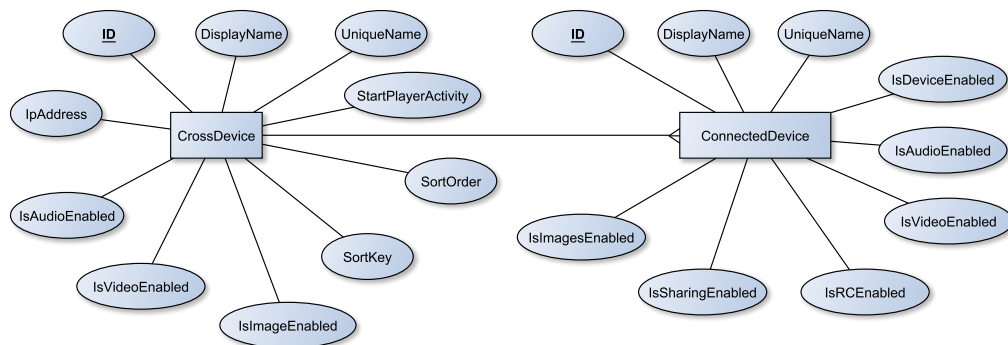 ID
DisplayName
UniqueName
IpAddress
StartPlayerActivity
CrossDevice
SortOrder
IsAudioEnabled
SortKey
IsVideoEnabled
IsImageEnabled
ID
DisplayName
UniqueName
IsDeviceEnabled
ConnectedDevice
IsAudioEnabled
IsVideoEnabled
IsImagesEnabled
IsSharingEnabled
IsRCEnabled